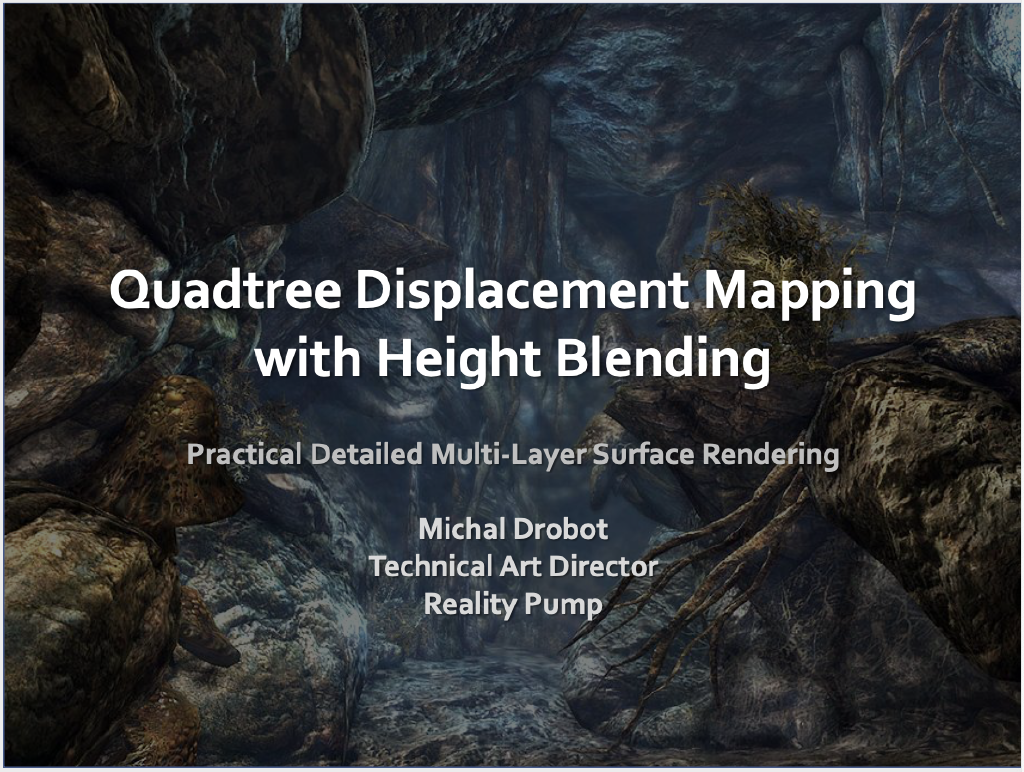 Quadtree Displacement Mapping
with Height Blending
Practical Detailed Multi-Layer Surface Rendering
Michal Drobot
Technical Art Director
Reality Pump